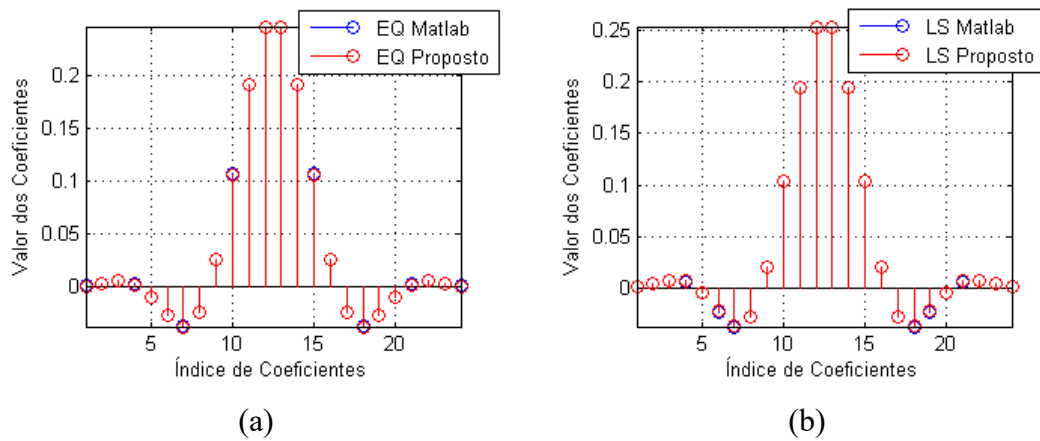 EQ Matlab
EQ Proposto
Valor dos Coeficientes
0.2
0.15
0.1
0.05
0
5 10 15 20
Índice de Coeficientes
(a)
LS Matlab
LS Proposto
Valor dos Coeficientes
0.25
0.2
0.15
0.1
0.05
0
5 10 15 20
Índice de Coeficientes
(b)